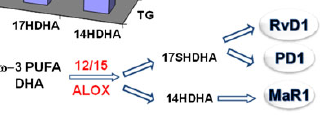 TG
17HDHA
14HDHA
RvD1
ω-3 PUFA
DHA
12/15
ALOX
17SHDHA
PD1
14HDHA
MaR1